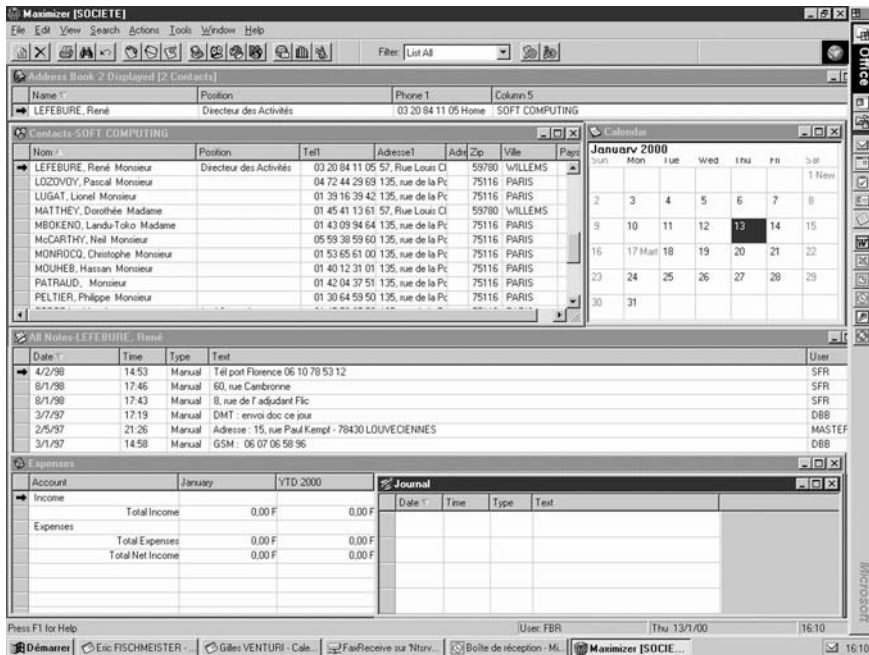 Maximizer [SOCIETE]
File Edit View Search Actions Tools Window Help
Filter: List All
Address Book 2 Displayed [2 Contacts]
Name Position Phone 1 Column 5
LEFEBURE, René Directeur des Activités 03 20 84 11 05 Home SOFT COMPUTING
Contacts-SOFT COMPUTING
Nom Position Tel1 Adresse1 Adre Zip Ville Pays
LEFEBURE, René Monsieur Directeur des Activités 03 20 84 11 05 57, Rue Louis Cl 59780 WILLEMS
LOZOVOY, Pascal Monsieur 04 72 44 29 69 135, rue de la Po 75116 PARIS
LUGAT, Lionel Monsieur 01 39 16 39 42 135, rue de la Po 75116 PARIS
MATTHEY, Dorothée Madame 01 45 41 13 61 57, Rue Louis Cl 59780 WILLEMS
MBOKENO, Landu-Toko Madame 01 43 09 94 64 135, rue de la Po 75116 PARIS
McCARTHY, Neil Monsieur 05 59 38 59 60 135, rue de la Po 75116 PARIS
MONROCQ, Christophe Monsieur 01 53 65 61 00 135, rue de la Po 75116 PARIS
MOUHEB, Hassan Monsieur 01 40 12 31 01 135, rue de la Po 75116 PARIS
PATRAUD, Monsieur 01 42 04 37 51 135, rue de la Po 75116 PARIS
PELTIER, Philippe Monsieur 01 30 64 59 50 135, rue de la Po 75116 PARIS
Calendar
January 2000
Sun Mon Tue Wed Thu Fri Sat
1 New
2 3 4 5 6 7 8
9 10 11 12 13 14 15
16 17 Mart 18 19 20 21 22
23 24 25 26 27 28 29
30 31
All Notes-LEFEBURE, René
Date Time Type Text User
4/2/98 14:53 Manual Tél port Florence 06 10 78 53 12 SFR
8/1/98 17:46 Manual 60, rue Cambronne SFR
8/1/98 17:43 Manual 8, rue de l' adjudant Flic SFR
3/7/97 17:19 Manual DMT : envoi doc ce jour DBB
2/5/97 21:26 Manual Adresse : 15, rue Paul Kempf - 78430 LOUVECIENNES MASTER
3/1/97 14:58 Manual GSM : 06 07 06 58 96 DBB
Expenses
Account January YTD 2000
Income
Total Income 0,00 F 0,00 F
Expenses
Total Expenses 0,00 F 0,00 F
Total Net Income 0,00 F 0,00 F
Journal
Date Time Type Text
Press F1 for Help User: FBR Thu 13/1/00 16:10
Démarrer Eric FISCHMEISTER - ... Gilles VENTURI - Cale... FaxReceive sur 'Ntsrv... Boîte de réception - Mi... Maximizer [SOCIE... 16:10
Office
Microsoft